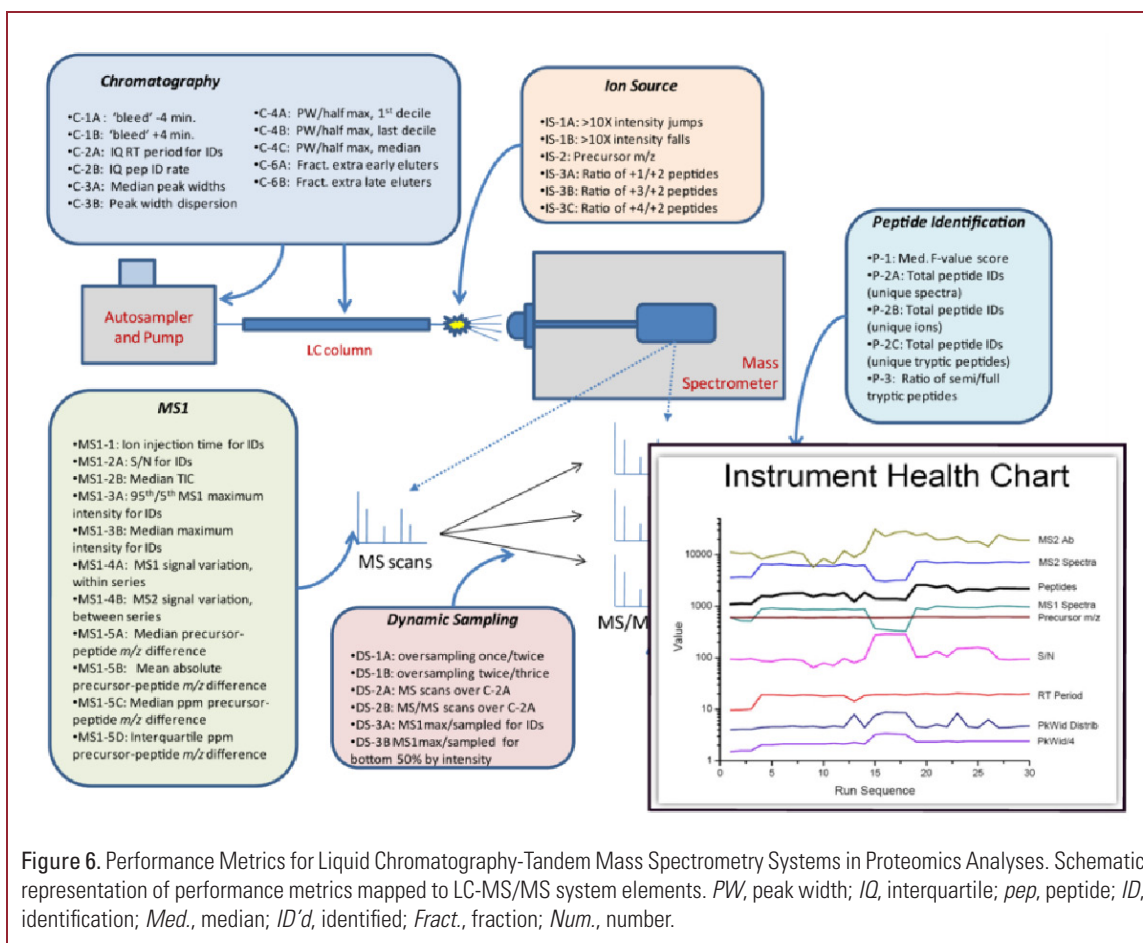 Chromatography
•C-1A : 'bleed' -4 min.
•C-1B: 'bleed' +4 min.
•C-2A: IQ RT period for IDs
•C-2B: IQ pep ID rate
•C-3A: Median peak widths
•C-3B: Peak width dispersion
•C-4A: PW/half max, 1st decile
•C-4B: PW/half max, last decile
•C-4C: PW/half max, median
•C-6A: Fract. extra early eluters
•C-6B: Fract. extra late eluters
Ion Source
•IS-1A: >10X intensity jumps
•IS-1B: >10X intensity falls
•IS-2: Precursor m/z
•IS-3A: Ratio of +1/+2 peptides
•IS-3B: Ratio of +3/+2 peptides
•IS-3C: Ratio of +4/+2 peptides
Peptide Identification
•P-1: Med. F-value score
•P-2A: Total peptide IDs
(unique spectra)
•P-2B: Total peptide IDs
(unique ions)
•P-2C: Total peptide IDs
(unique tryptic peptides)
•P-3: Ratio of semi/full
tryptic peptides
Autosampler
and Pump
LC column
Mass
Spectrometer
MS1
•MS1-1: Ion injection time for IDs
•MS1-2A: S/N for IDs
•MS1-2B: Median TIC
•MS1-3A: 95th/5th MS1 maximum
intensity for IDs
•MS1-3B: Median maximum
intensity for IDs
•MS1-4A: MS1 signal variation,
within series
•MS1-4B: MS2 signal variation,
between series
•MS1-5A: Median precursor-
peptide m/z difference
•MS1-5B: Mean absolute
precursor-peptide m/z difference
•MS1-5C: Median ppm precursor-
peptide m/z difference
•MS1-5D: Interquartile ppm
precursor-peptide m/z difference
MS scans
MS/M
Dynamic Sampling
•DS-1A: oversampling once/twice
•DS-1B: oversampling twice/thrice
•DS-2A: MS scans over C-2A
•DS-2B: MS/MS scans over C-2A
•DS-3A: MS1max/sampled for IDs
•DS-3B MS1max/sampled for
bottom 50% by intensity
Instrument Health Chart
10000
1000
100
10
1
Value
0
5
10
15
20
25
30
Run Sequence
MS2 Ab
MS2 Spectra
Peptides
MS1 Spectra
Precursor m/z
S/N
RT Period
PkWid Distrib
PkWid/4
Figure 6. Performance Metrics for Liquid Chromatography-Tandem Mass Spectrometry Systems in Proteomics Analyses. Schematic
representation of performance metrics mapped to LC-MS/MS system elements. PW, peak width; IQ, interquartile; pep, peptide; ID,
identification; Med., median; ID'd, identified; Fract., fraction; Num., number.